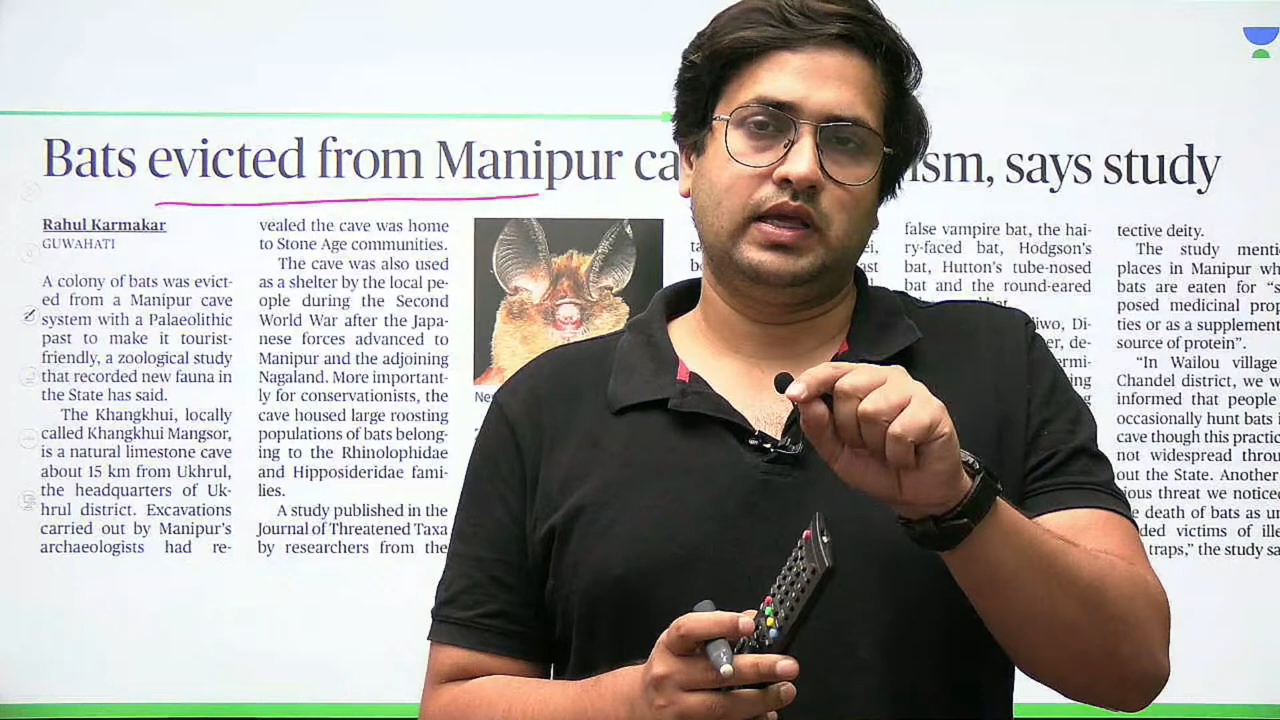 Bats evicted from Manipur ca ism, says study
Rahul Karmakar
GUWAHATI
A colony of bats was evict-
ed from a Manipur cave
system with a Palaeolithic
past to make it tourist-
friendly, a zoological study
that recorded new fauna in
the State has said.
The Khangkhui, locally
called Khangkhui Mangsor,
is a natural limestone cave
about 15 km from Ukhrul,
the headquarters of Uk-
hrul district. Excavations
carried out by Manipur's
archaeologists had re-
vealed the cave was home
to Stone Age communities.
The cave was also used
as a shelter by the local pe-
ople during the Second
World War after the Japa-
nese forces advanced to
Manipur and the adjoining
Nagaland. More important-
ly for conservationists, the
cave housed large roosting
populations of bats belong-
ing to the Rhinolophidae
and Hipposideridae fami-
lies.
A study published in the
Journal of Threatened Taxa
by researchers from the
false vampire bat, the hai-
ry-faced bat, Hodgson's
bat, Hutton's tube-nosed
bat and the round-eared
tective deity.
The study menti
places in Manipur wh
bats are eaten for "s
posed medicinal prop
ties or as a supplemen
source of protein".
"In Wailou village
Chandel district, we w
informed that people
occasionally hunt bats i
cave though this practic
not widespread throu
out the State. Another
ious threat we noticed
e death of bats as un
ded victims of ille
traps," the study sa